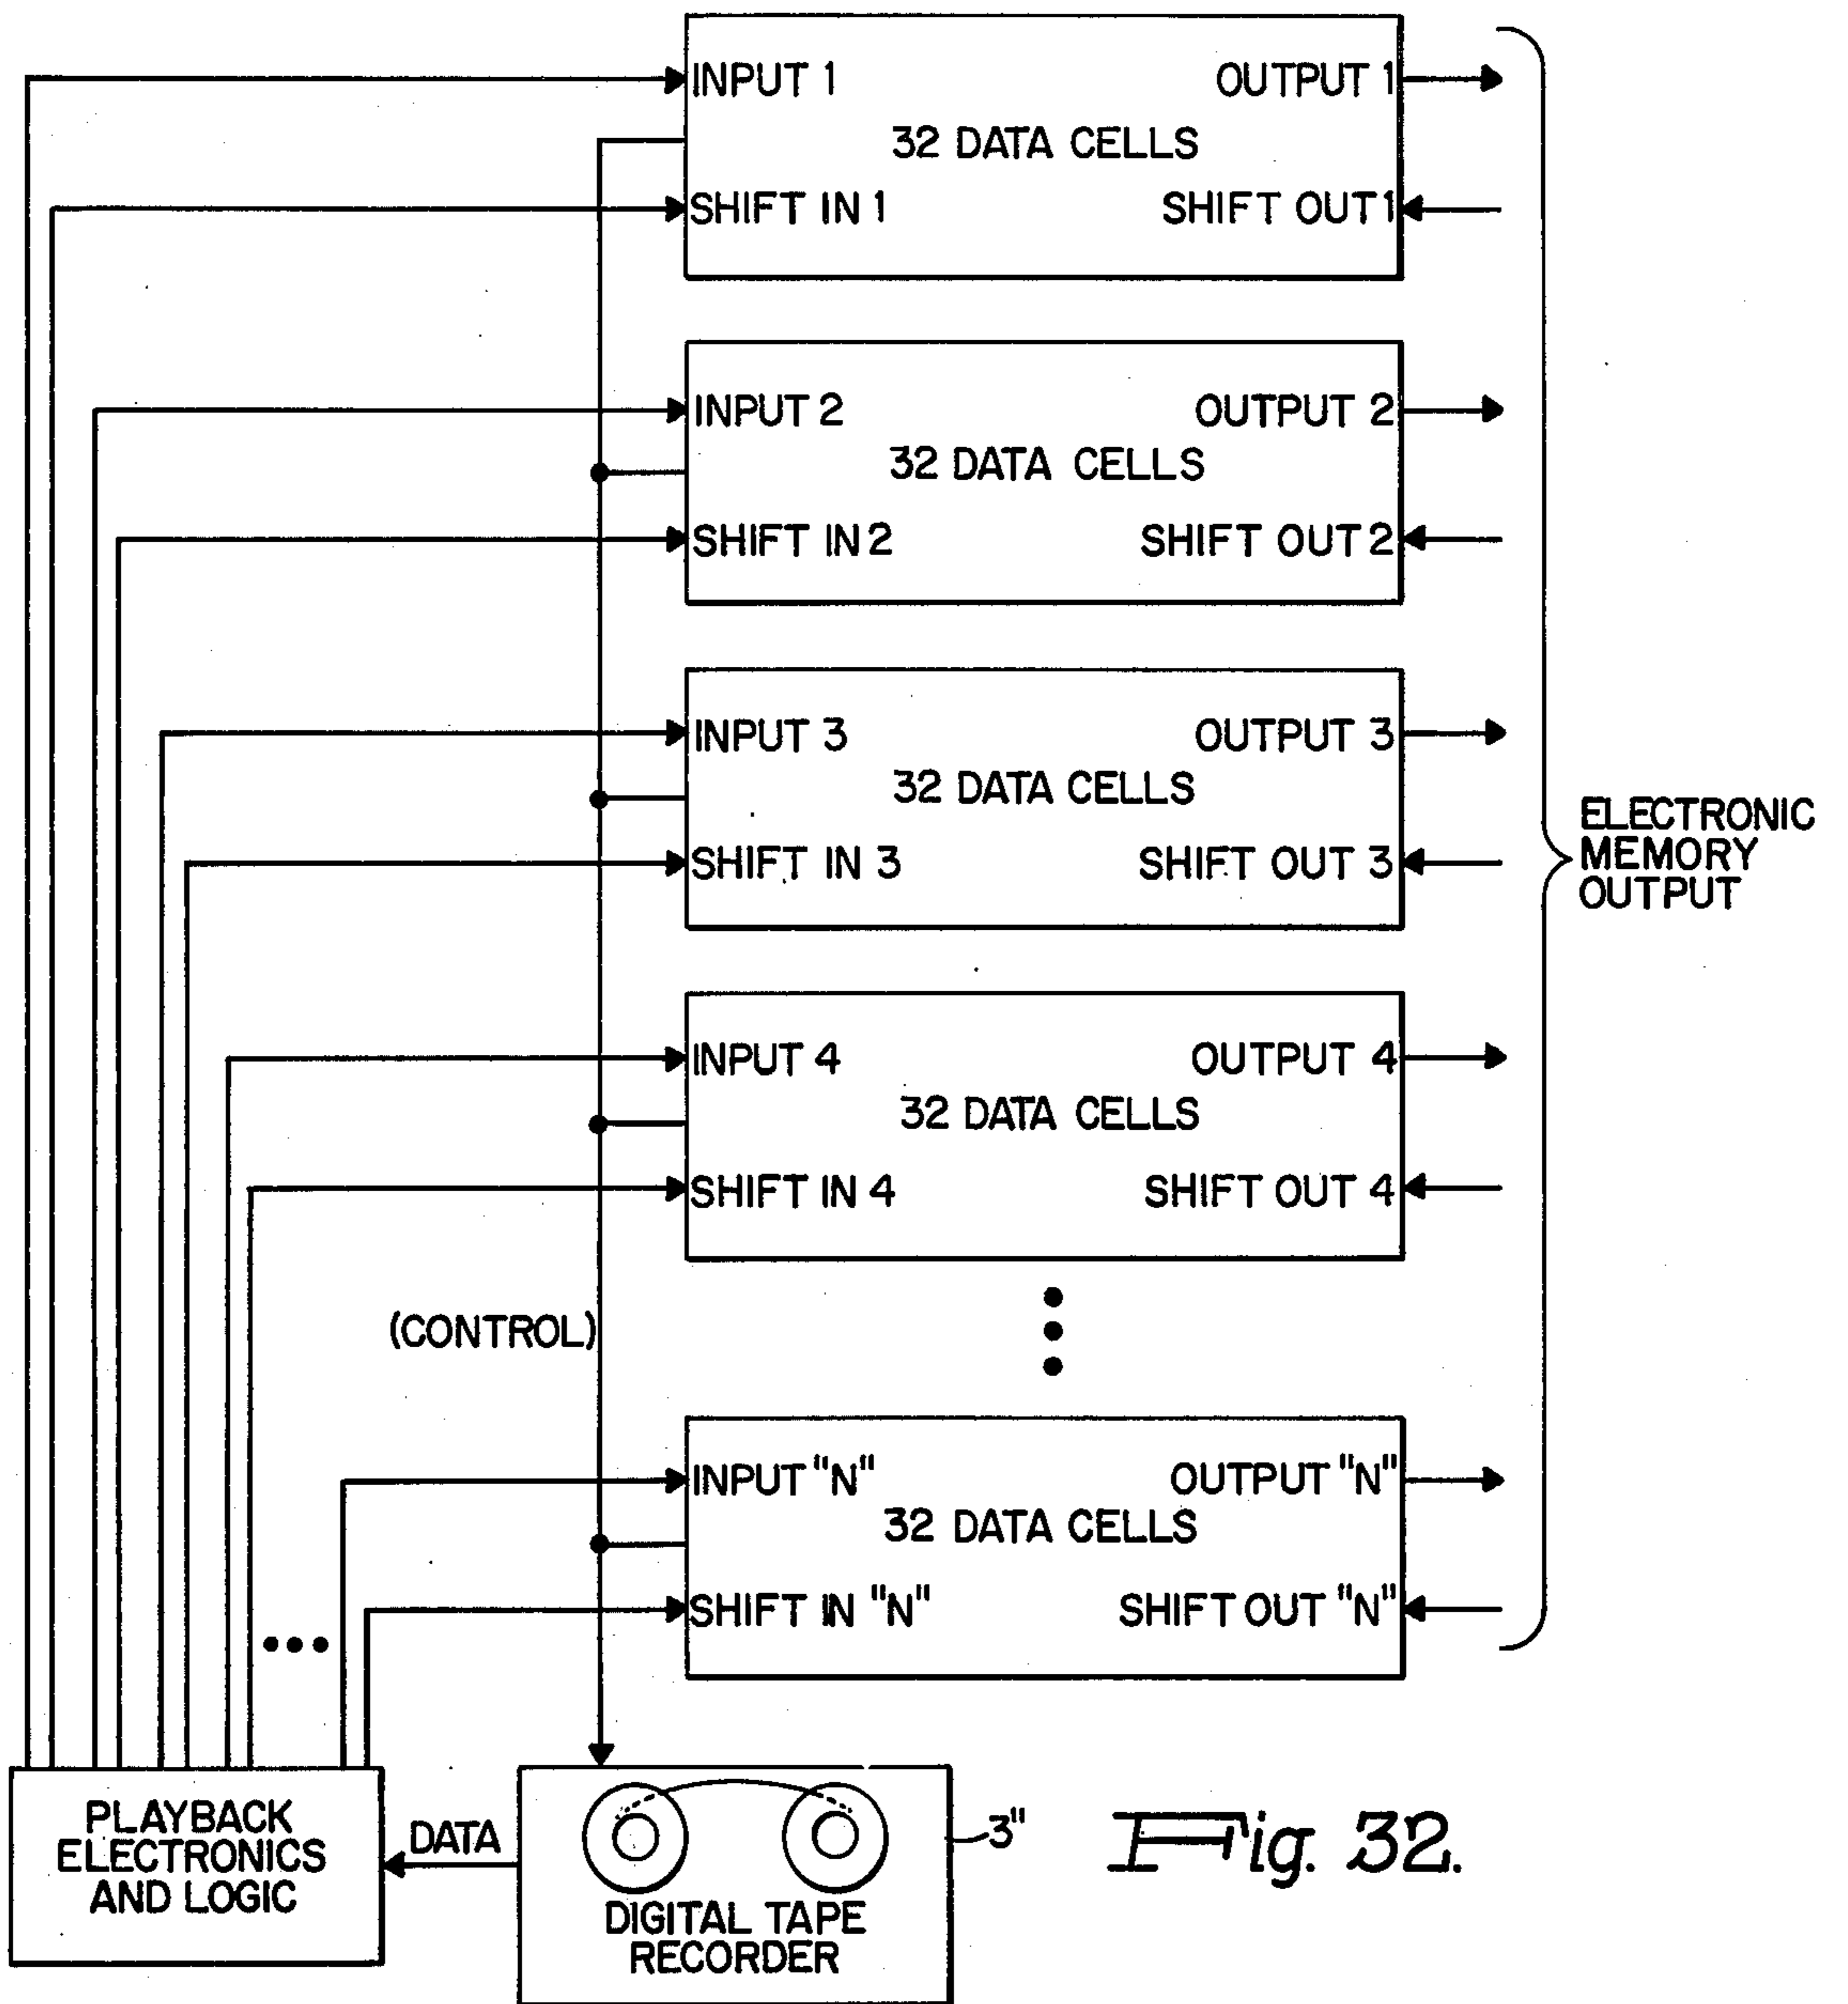 INPUT 1
OUTPUT 1
32 DATA CELLS
SHIFT IN 1
SHIFT OUT 1
INPUT 2
OUTPUT 2
32 DATA CELLS
SHIFT IN 2
SHIFT OUT 2
INPUT 3
OUTPUT 3
32 DATA CELLS
SHIFT IN 3
SHIFT OUT 3
ELECTRONIC
MEMORY
OUTPUT
INPUT 4
OUTPUT 4
32 DATA CELLS
SHIFT IN 4
SHIFT OUT 4
(CONTROL)
INPUT "N"
OUTPUT "N"
32 DATA CELLS
SHIFT IN "N"
SHIFT OUT "N"
PLAYBACK
ELECTRONICS
AND LOGIC
DATA
DIGITAL TAPE
RECORDER
3"
Fig. 32.